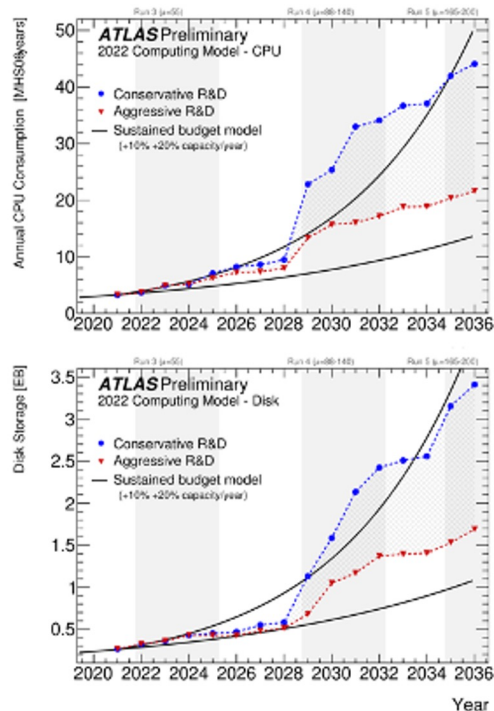 Run 3 (μ=55) Run 4 (μ=88-140) Run 5 (μ=165-200)
ATLAS Preliminary
2022 Computing Model - CPU
Conservative R&D
Aggressive R&D
Sustained budget model
(+10% +20% capacity/year)
Annual CPU Consumption [MHS06years]
50
40
30
20
10
0
2020 2022 2024 2026 2028 2030 2032 2034 2036
Run 3 (μ=55) Run 4 (μ=88-140) Run 5 (μ=165-200)
ATLAS Preliminary
2022 Computing Model - Disk
Conservative R&D
Aggressive R&D
Sustained budget model
(+10% +20% capacity/year)
Disk Storage [EB]
3.5
3
2.5
2
1.5
1
0.5
2020 2022 2024 2026 2028 2030 2032 2034 2036
Year